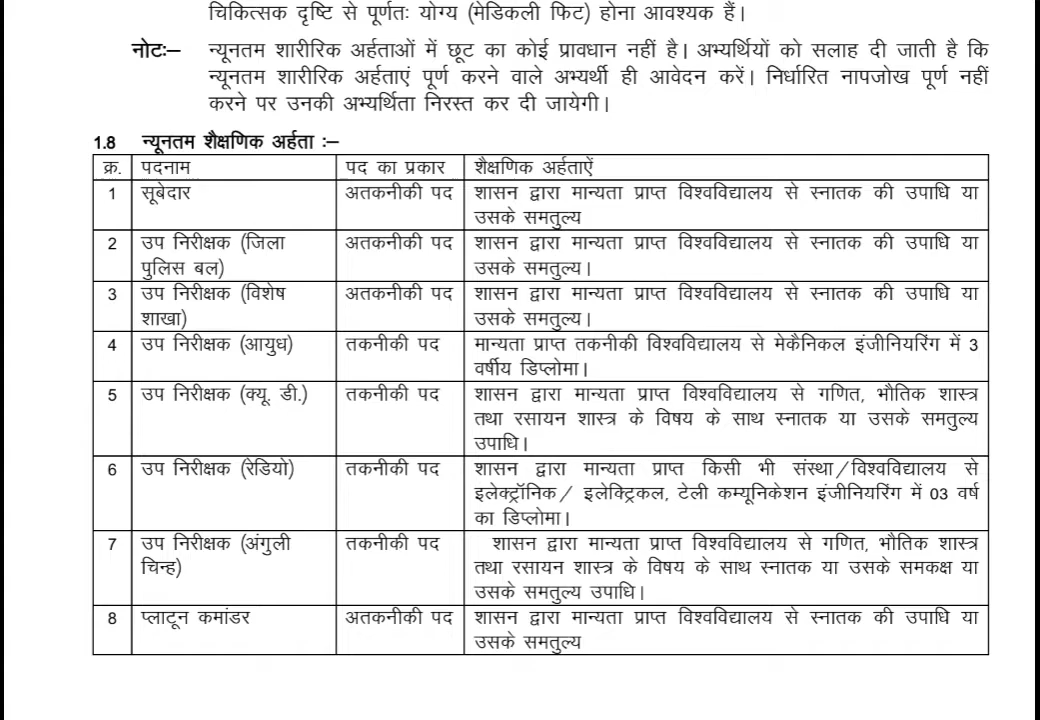 चिकित्सक दृष्टि से पूर्णतः योग्य (मेडिकली फिट) होना आवश्यक हैं।
नोटः– न्यूनतम शारीरिक अर्हताओं में छूट का कोई प्रावधान नहीं है। अभ्यर्थियों को सलाह दी जाती है कि
न्यूनतम शारीरिक अर्हताएं पूर्ण करने वाले अभ्यर्थी ही आवेदन करें। निर्धारित नापजोख पूर्ण नहीं
करने पर उनकी अभ्यर्थिता निरस्त कर दी जायेगी।
1.8 न्यूनतम शैक्षणिक अर्हता :–
क्र. पदनाम पद का प्रकार शैक्षणिक अर्हताऐं
1 सूबेदार अतकनीकी पद शासन द्वारा मान्यता प्राप्त विश्वविद्यालय से स्नातक की उपाधि या
उसके समतुल्य
2 उप निरीक्षक (जिला अतकनीकी पद शासन द्वारा मान्यता प्राप्त विश्वविद्यालय से स्नातक की उपाधि या
पुलिस बल) उसके समतुल्य।
3 उप निरीक्षक (विशेष अतकनीकी पद शासन द्वारा मान्यता प्राप्त विश्वविद्यालय से स्नातक की उपाधि या
शाखा) उसके समतुल्य।
4 उप निरीक्षक (आयुध) तकनीकी पद मान्यता प्राप्त तकनीकी विश्वविद्यालय से मेकैनिकल इंजीनियरिंग में 3
वर्षीय डिप्लोमा।
5 उप निरीक्षक (क्यू. डी.) तकनीकी पद शासन द्वारा मान्यता प्राप्त विश्वविद्यालय से गणित, भौतिक शास्त्र
तथा रसायन शास्त्र के विषय के साथ स्नातक या उसके समतुल्य
उपाधि।
6 उप निरीक्षक (रेडियो) तकनीकी पद शासन द्वारा मान्यता प्राप्त किसी भी संस्था/विश्वविद्यालय से
इलेक्ट्रॉनिक/ इलेक्ट्रिकल, टेली कम्यूनिकेशन इंजीनियरिंग में 03 वर्ष
का डिप्लोमा।
7 उप निरीक्षक (अंगुली तकनीकी पद शासन द्वारा मान्यता प्राप्त विश्वविद्यालय से गणित, भौतिक शास्त्र
चिन्ह) तथा रसायन शास्त्र के विषय के साथ स्नातक या उसके समकक्ष या
उसके समतुल्य उपाधि।
8 प्लाटून कमांडर अतकनीकी पद शासन द्वारा मान्यता प्राप्त विश्वविद्यालय से स्नातक की उपाधि या
उसके समतुल्य